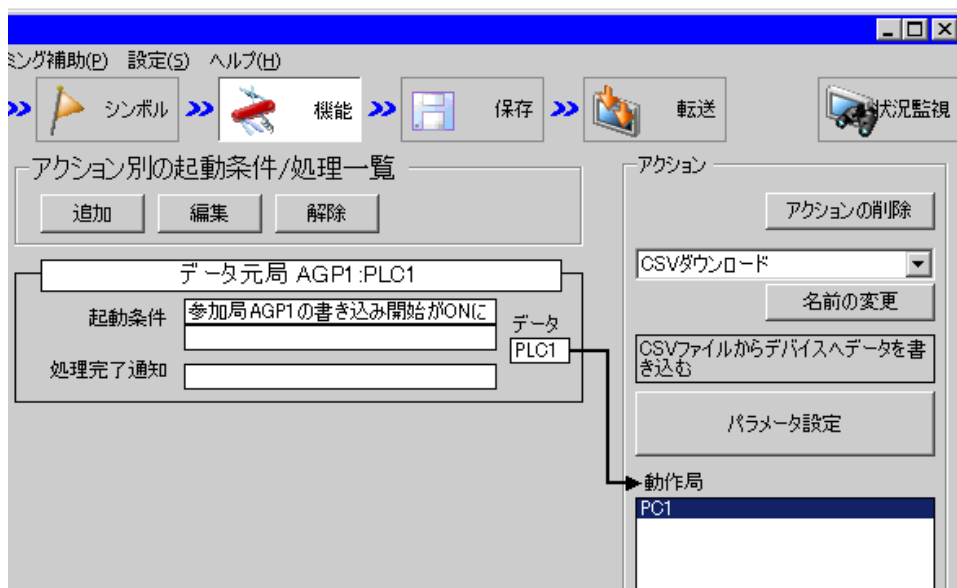 ミング補助(P) 設定(S) ヘルプ(H)
シンボル 機能 保存 転送 状況監視
アクション別の起動条件/処理一覧
追加 編集 解除
データ元局 AGP1:PLC1
起動条件 参加局AGP1の書き込み開始がONに
処理完了通知
データ
PLC1
アクション
アクションの削除
CSVダウンロード
名前の変更
CSVファイルからデバイスへデータを書
き込む
パラメータ設定
動作局
PC1